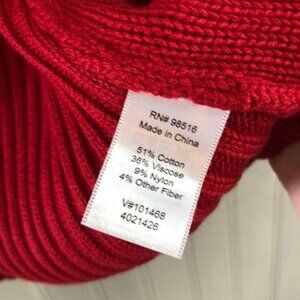 RN# 98516
Made in China
51% Cotton
36% Viscose
9% Nylon
4% Other Fiber
V#101468
4021426